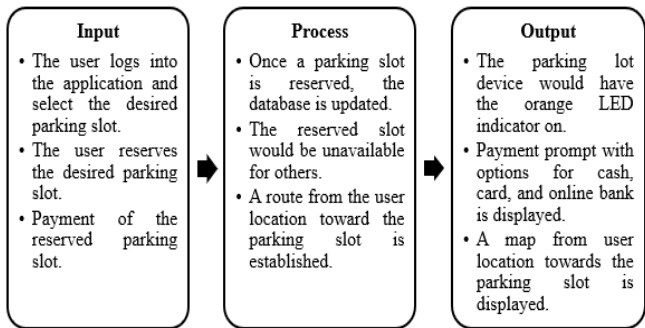 Input
• The user logs into
the application and
select the desired
parking slot.
• The user reserves
the desired parking
slot.
• Payment of the
reserved parking
slot.
Process
• Once a parking slot
is reserved, the
database is updated.
• The reserved slot
would be unavailable
for others.
• A route from the user
location toward the
parking slot is
established.
Output
• The parking lot
device would have
the orange LED
indicator on.
• Payment prompt with
options for cash,
card, and online bank
is displayed.
• A map from user
location towards the
parking slot is
displayed.